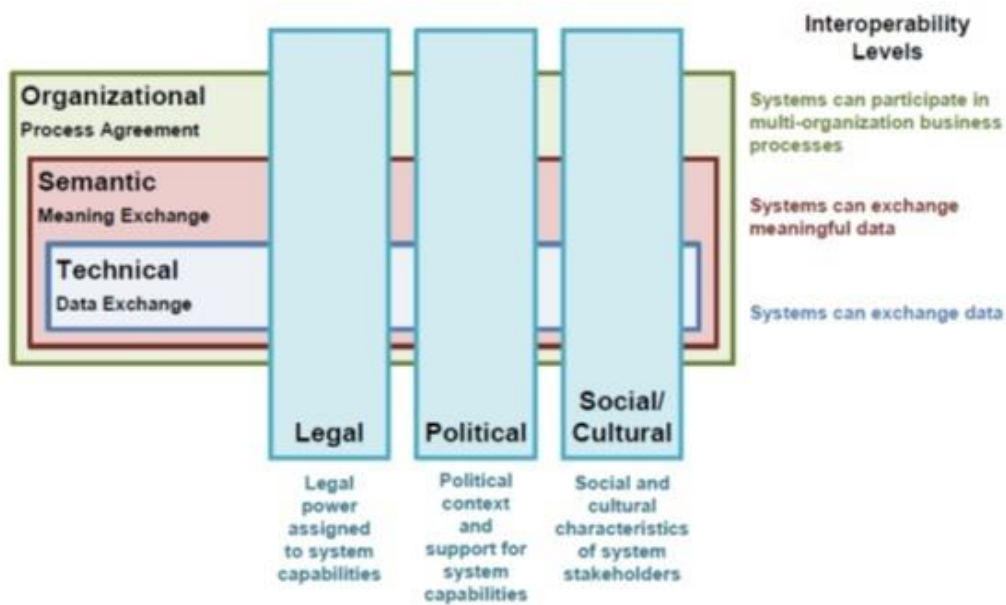 Interoperability
Levels
Organizational
Process Agreement
Systems can participate in
multi-organization business
processes
Semantic
Meaning Exchange
Systems can exchange
meaningful data
Technical
Data Exchange
Systems can exchange data
Legal
Political
Social/
Cultural
Legal
power
assigned
to system
capabilities
Political
context
and
support for
system
capabilities
Social and
cultural
characteristics
of system
stakeholders